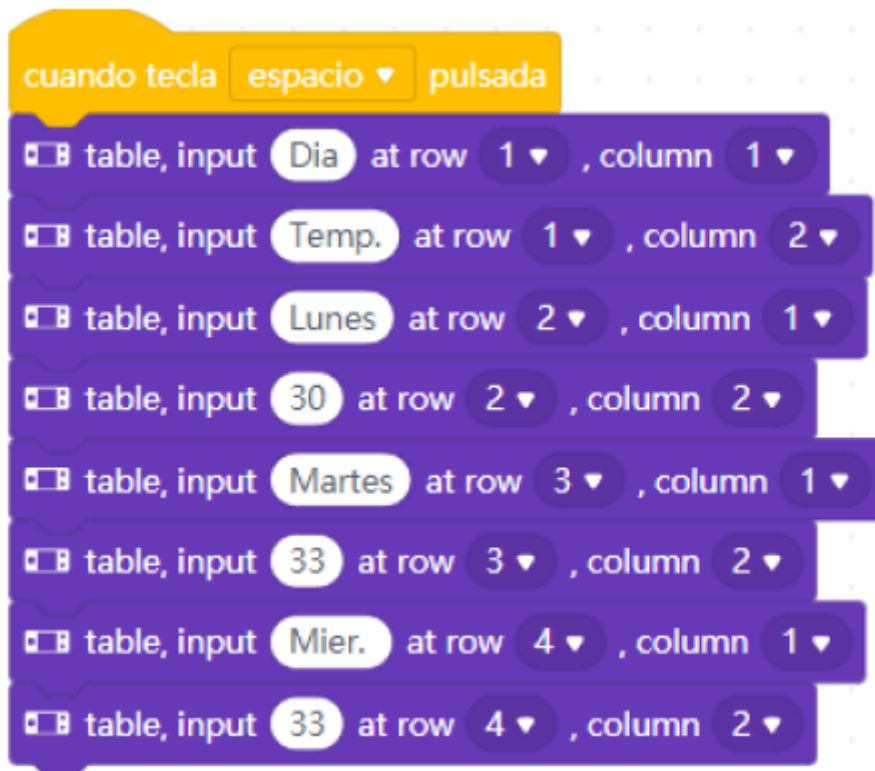 cuando tecla espacio pulsada
table, input Dia at row 1 , column 1
table, input Temp. at row 1 , column 2
table, input Lunes at row 2 , column 1
table, input 30 at row 2 , column 2
table, input Martes at row 3 , column 1
table, input 33 at row 3 , column 2
table, input Mier. at row 4 , column 1
table, input 33 at row 4 , column 2